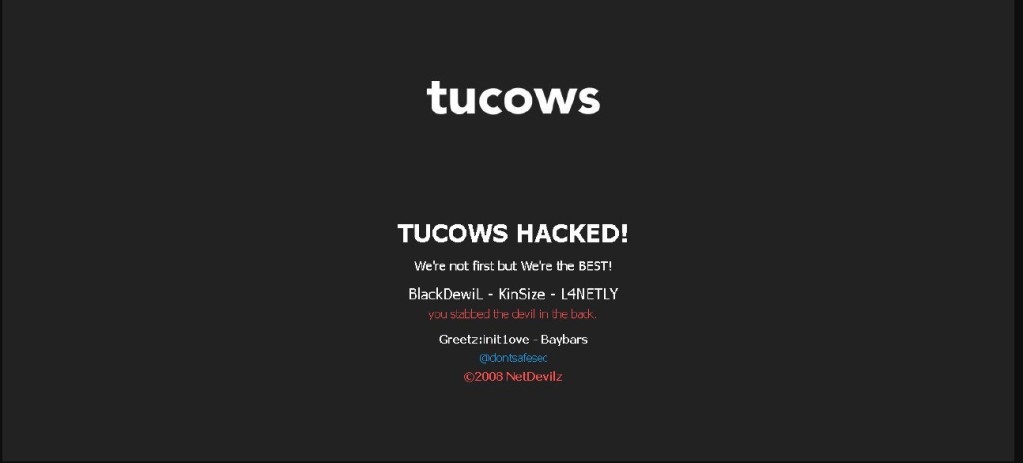 tucows
TUCOWS HACKED!
We're not first but We're the BEST!
BlackDewiL - KinSize - L4NETLY
you stabbed the devil in the back.
Greetz:init1ove - Baybars
@dontsafesec
©2008 NetDevilz